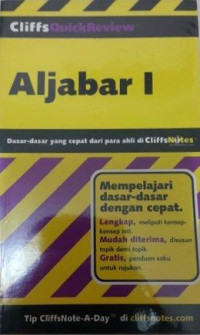 CliffsQuickReview
Aljabar I
Dasar-dasar yang cepat dari para ahli di CliffsNotes
Mempelajari
dasar-dasar
dengan cepat.
Lengkap, meliputi konsep-
konsep inti.
Mudah diterima, disusun
topik demi topik.
Gratis, panduan saku
untuk rujukan.
Tip CliffsNote-A-Day™ di cliffsnotes.com